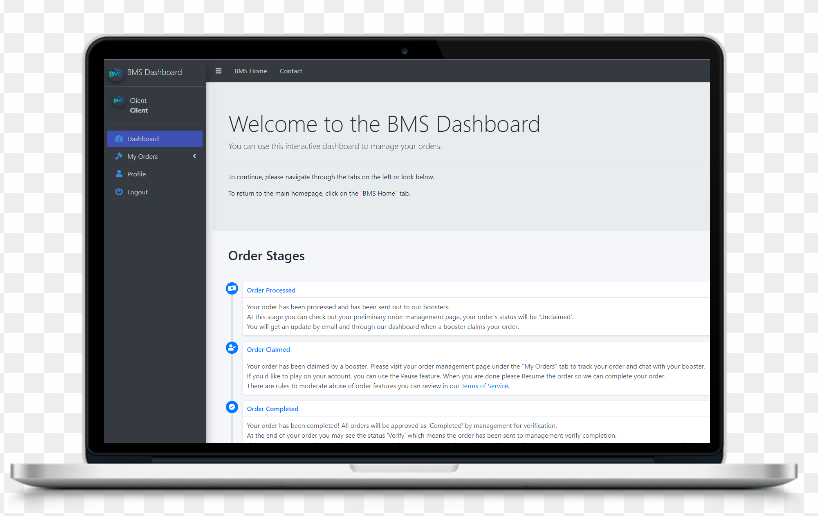 BMS Dashboard
BMS Home
Contact
Client
Client
Dashboard
My Orders
Profile
Logout
Welcome to the BMS Dashboard
You can use this interactive dashboard to manage your orders.
To continue, please navigate through the tabs on the left or look below.
To return to the main homepage, click on the "BMS Home" tab.
Order Stages
Order Processed
Your order has been processed and has been sent out to our boosters.
At this stage you can check out your preliminary order management page, your order's status will be 'Unclaimed'.
You will get an update by email and through our dashboard when a booster claims your order.
Order Claimed
Your order has been claimed by a booster. Please visit your order management page under the "My Orders" tab to track your order and chat with your booster.
If you'd like to play on your account, you can use the Pause feature. When you are done please Resume the order so we can complete your order.
There are rules to moderate abuse of order features you can review in our Terms of Service.
Order Completed
Your order has been completed! All orders will be approved as 'Completed' by management for verification.
At the end of your order you may see the status 'Verify' which means the order has been sent to management verify completion.